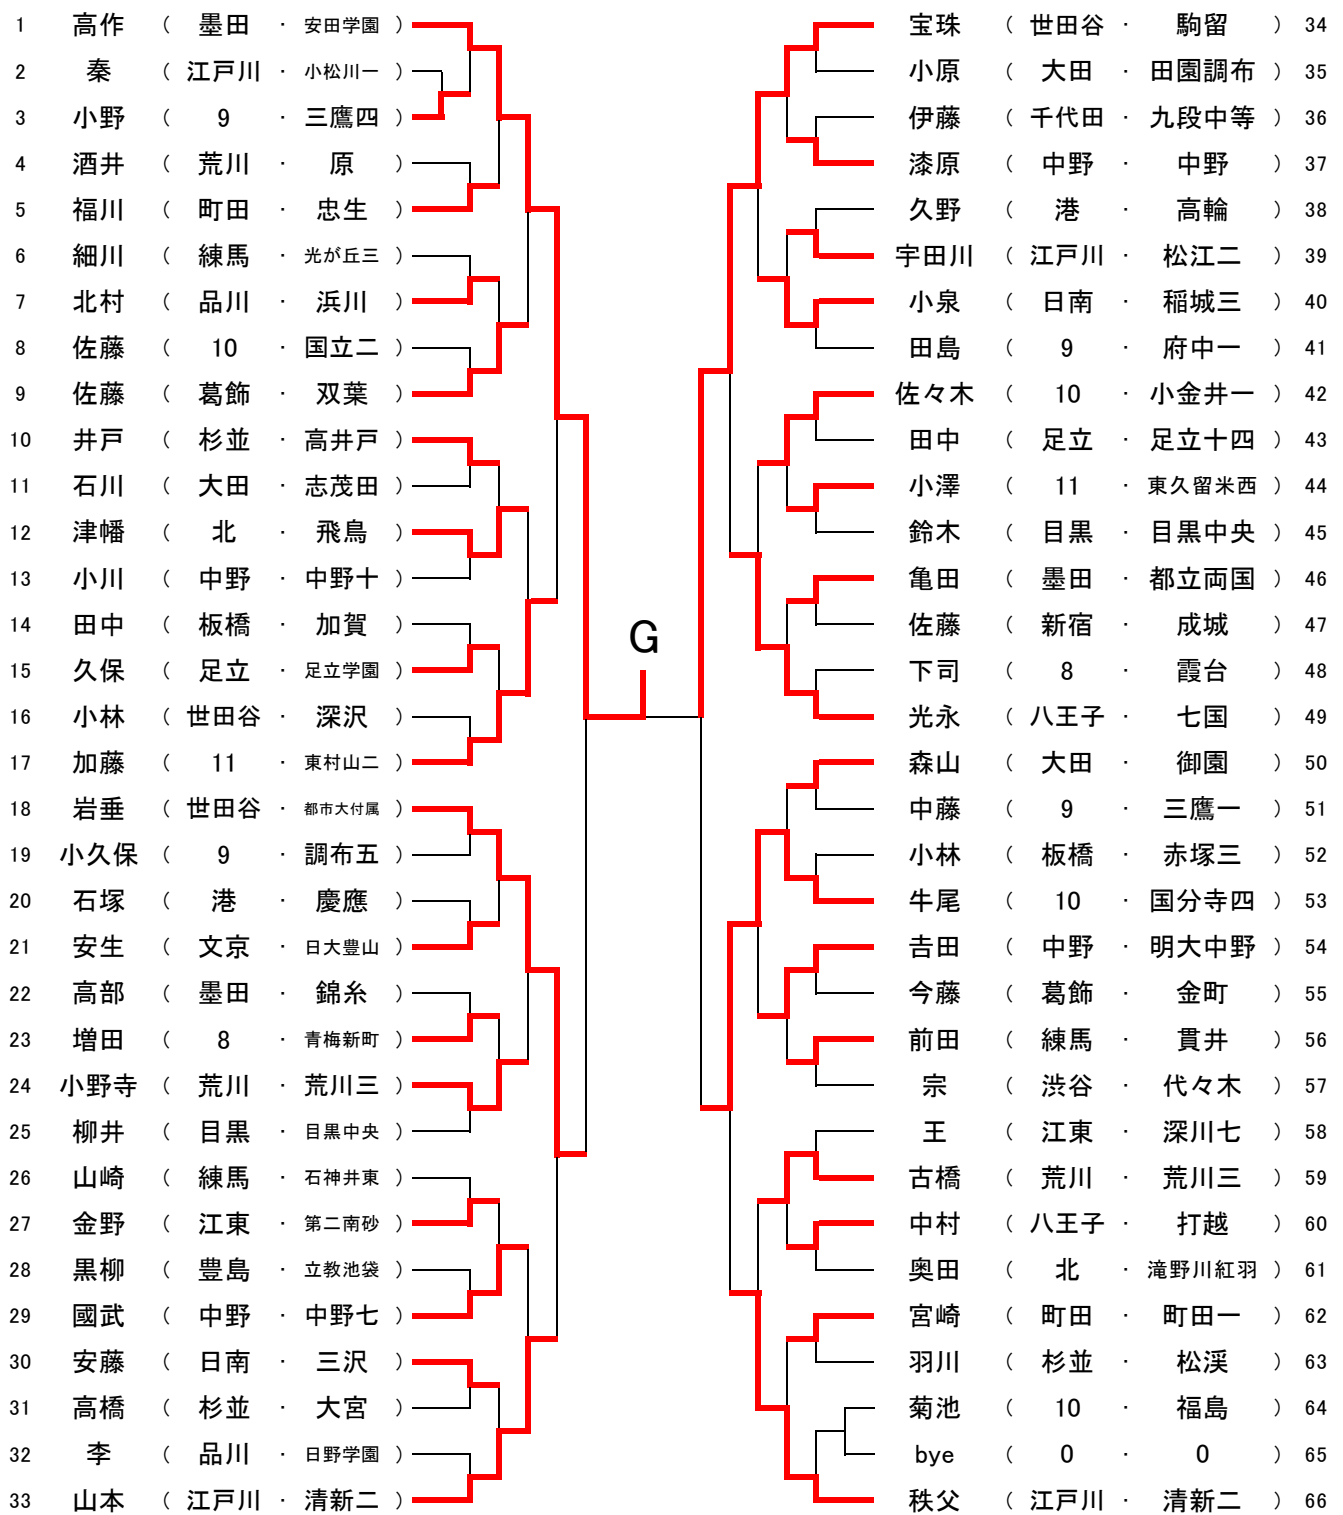 1 高作 ( 墨田 ・ 安田学園 )
2 秦 ( 江戸川 ・ 小松川一 )
3 小野 ( 9 ・ 三鷹四 )
4 酒井 ( 荒川 ・ 原 )
5 福川 ( 町田 ・ 忠生 )
6 細川 ( 練馬 ・ 光が丘三 )
7 北村 ( 品川 ・ 浜川 )
8 佐藤 ( 10 ・ 国立二 )
9 佐藤 ( 葛飾 ・ 双葉 )
10 井戸 ( 杉並 ・ 高井戸 )
11 石川 ( 大田 ・ 志茂田 )
12 津幡 ( 北 ・ 飛鳥 )
13 小川 ( 中野 ・ 中野十 )
14 田中 ( 板橋 ・ 加賀 )
15 久保 ( 足立 ・ 足立学園 )
16 小林 ( 世田谷 ・ 深沢 )
17 加藤 ( 11 ・ 東村山二 )
18 岩垂 ( 世田谷 ・ 都市大付属 )
19 小久保 ( 9 ・ 調布五 )
20 石塚 ( 港 ・ 慶應 )
21 安生 ( 文京 ・ 日大豊山 )
22 高部 ( 墨田 ・ 錦糸 )
23 増田 ( 8 ・ 青梅新町 )
24 小野寺 ( 荒川 ・ 荒川三 )
25 柳井 ( 目黒 ・ 目黒中央 )
26 山崎 ( 練馬 ・ 石神井東 )
27 金野 ( 江東 ・ 第二南砂 )
28 黒柳 ( 豊島 ・ 立教池袋 )
29 國武 ( 中野 ・ 中野七 )
30 安藤 ( 日南 ・ 三沢 )
31 高橋 ( 杉並 ・ 大宮 )
32 李 ( 品川 ・ 日野学園 )
33 山本 ( 江戸川 ・ 清新二 )
G
宝珠 ( 世田谷 ・ 駒留 ) 34
小原 ( 大田 ・ 田園調布 ) 35
伊藤 ( 千代田 ・ 九段中等 ) 36
漆原 ( 中野 ・ 中野 ) 37
久野 ( 港 ・ 高輪 ) 38
宇田川 ( 江戸川 ・ 松江二 ) 39
小泉 ( 日南 ・ 稲城三 ) 40
田島 ( 9 ・ 府中一 ) 41
佐々木 ( 10 ・ 小金井一 ) 42
田中 ( 足立 ・ 足立十四 ) 43
小澤 ( 11 ・ 東久留米西 ) 44
鈴木 ( 目黒 ・ 目黒中央 ) 45
亀田 ( 墨田 ・ 都立両国 ) 46
佐藤 ( 新宿 ・ 成城 ) 47
下司 ( 8 ・ 霞台 ) 48
光永 ( 八王子 ・ 七国 ) 49
森山 ( 大田 ・ 御園 ) 50
中藤 ( 9 ・ 三鷹一 ) 51
小林 ( 板橋 ・ 赤塚三 ) 52
牛尾 ( 10 ・ 国分寺四 ) 53
吉田 ( 中野 ・ 明大中野 ) 54
今藤 ( 葛飾 ・ 金町 ) 55
前田 ( 練馬 ・ 貫井 ) 56
宗 ( 渋谷 ・ 代々木 ) 57
王 ( 江東 ・ 深川七 ) 58
古橋 ( 荒川 ・ 荒川三 ) 59
中村 ( 八王子 ・ 打越 ) 60
奥田 ( 北 ・ 滝野川紅羽 ) 61
宮崎 ( 町田 ・ 町田一 ) 62
羽川 ( 杉並 ・ 松渓 ) 63
菊池 ( 10 ・ 福島 ) 64
bye ( 0 ・ 0 ) 65
秩父 ( 江戸川 ・ 清新二 ) 66